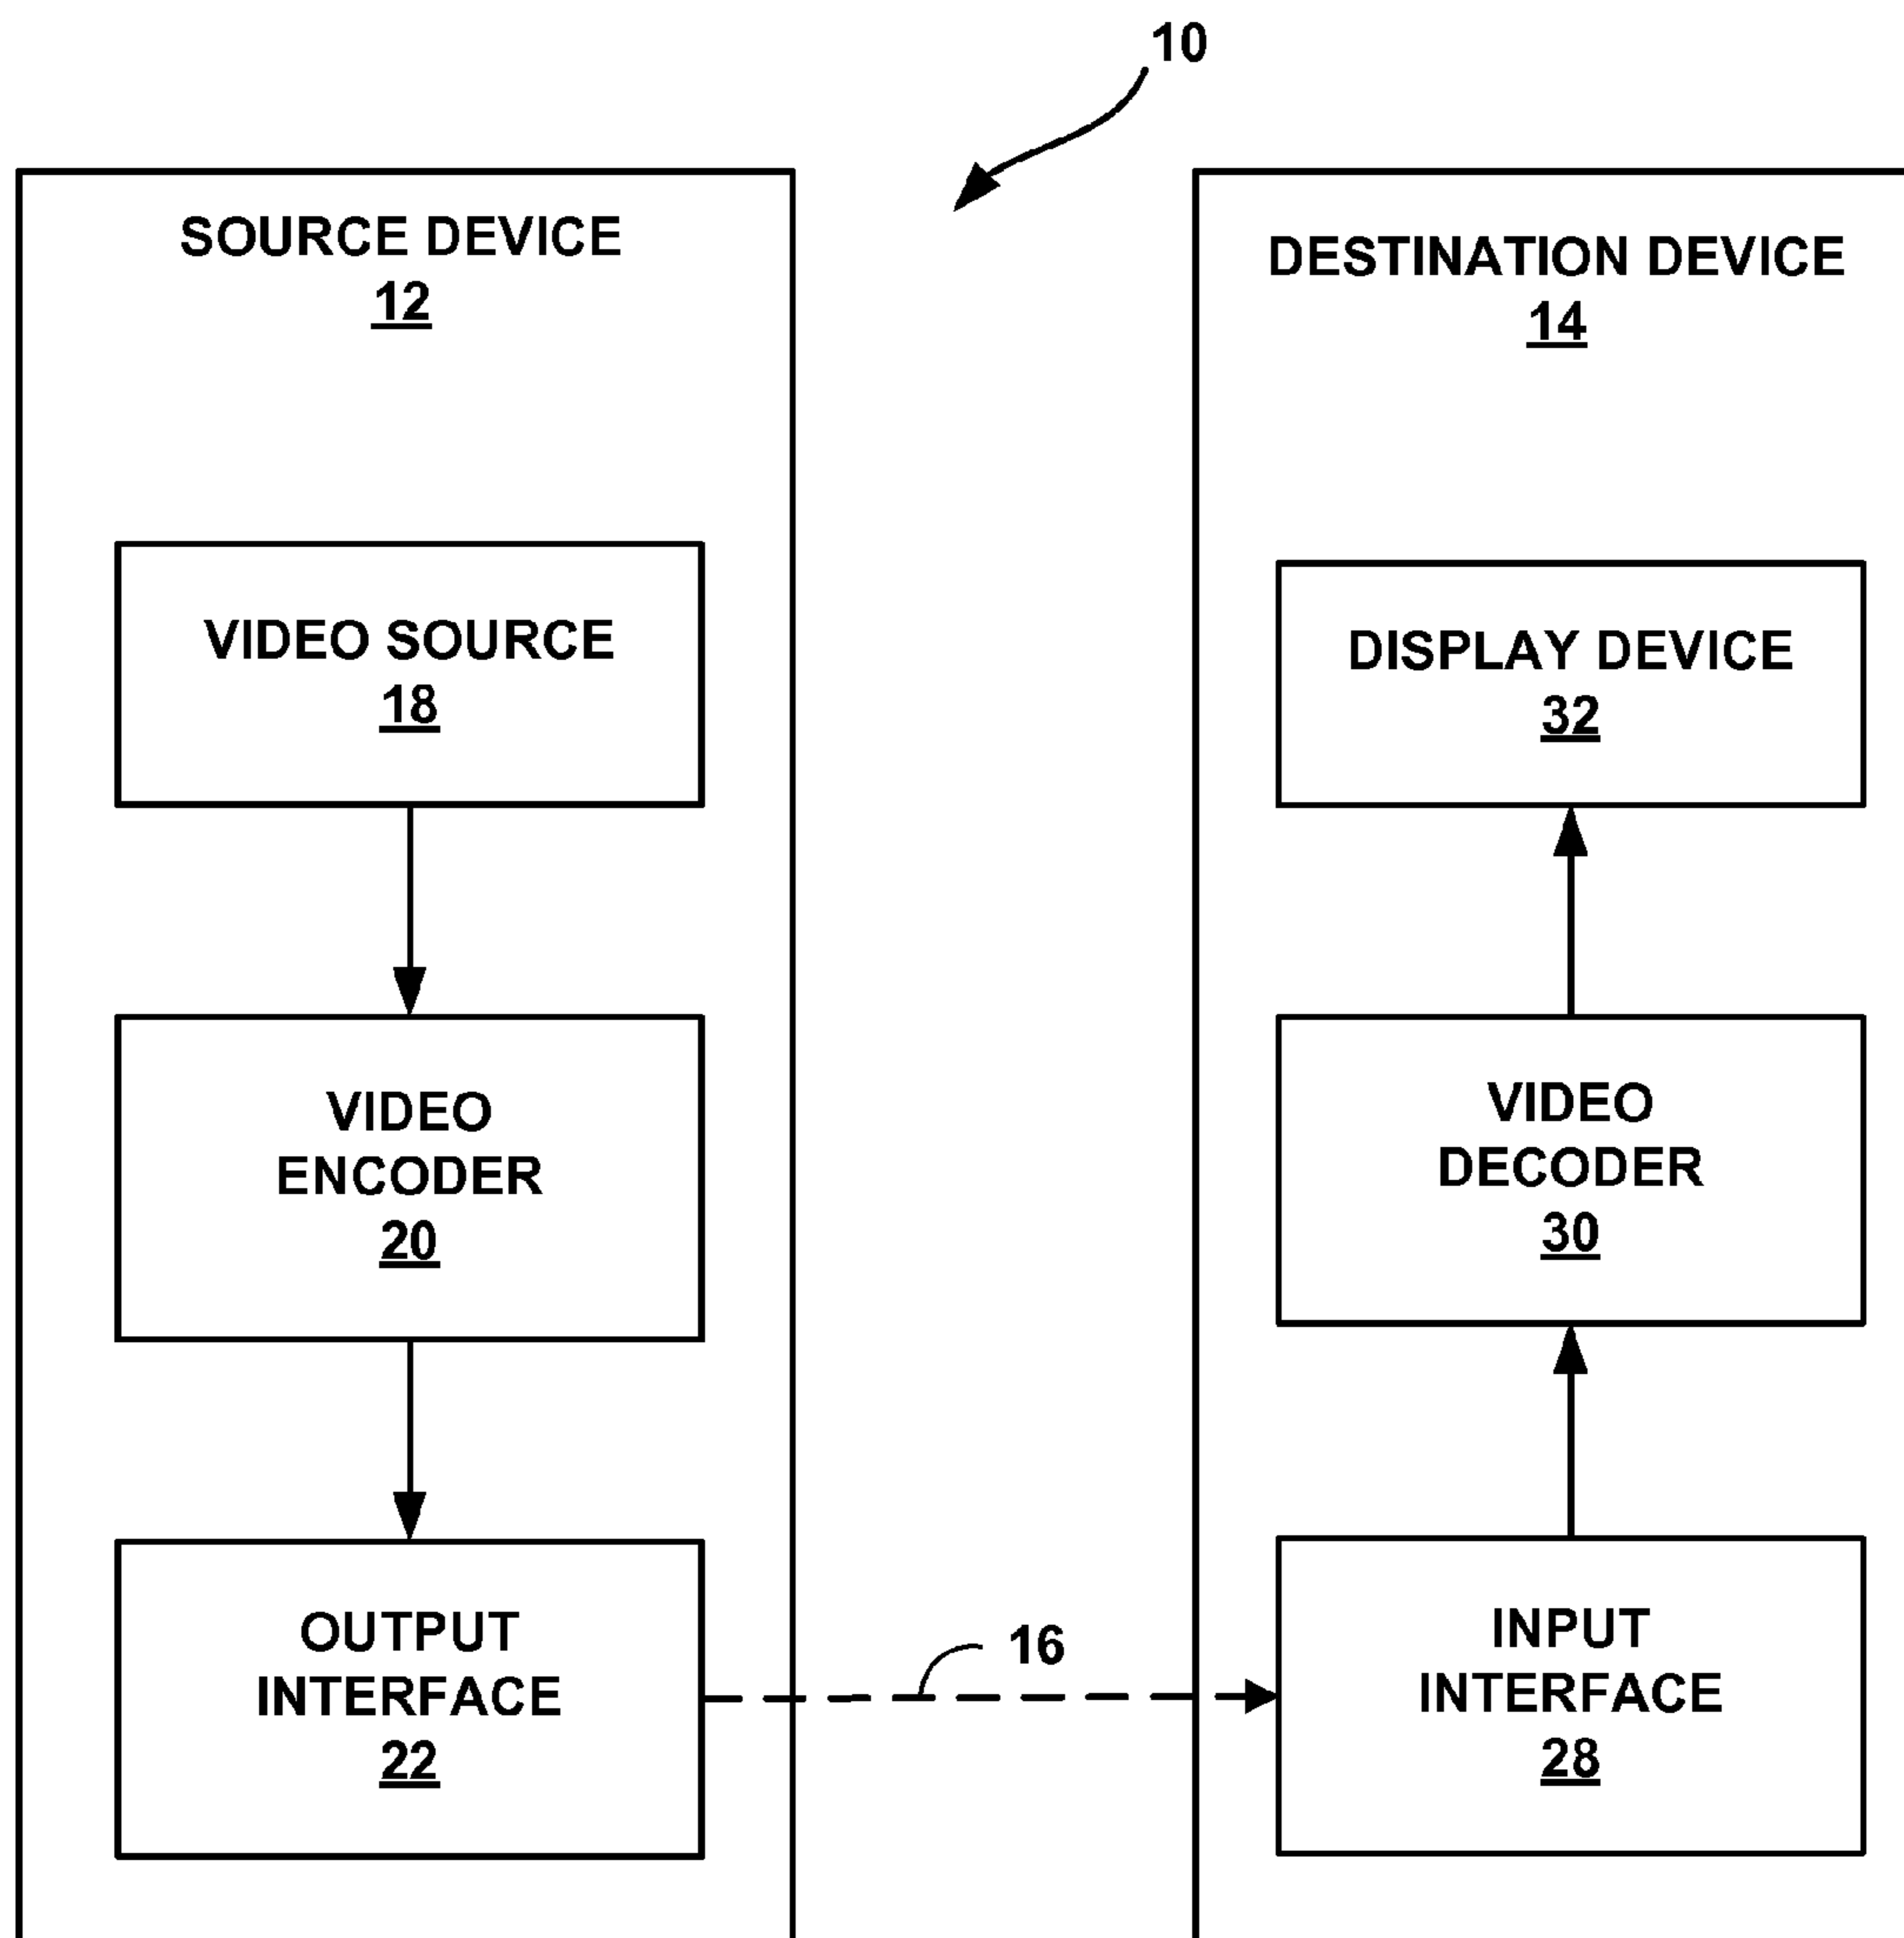 10
SOURCE DEVICE
12
VIDEO SOURCE
18
VIDEO
ENCODER
20
OUTPUT
INTERFACE
22
16
DESTINATION DEVICE
14
DISPLAY DEVICE
32
VIDEO
DECODER
30
INPUT
INTERFACE
28